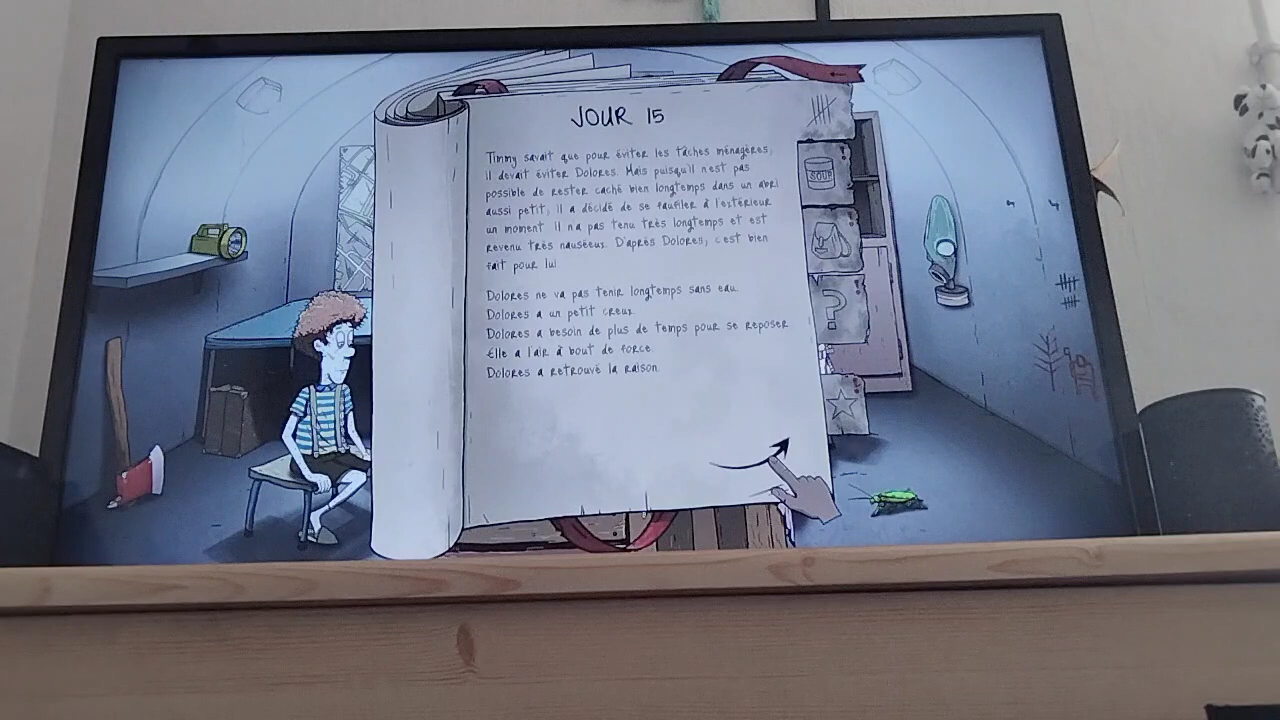 JOUR 15
Timmy savait que pour éviter les tâches ménagères,
il devait éviter Dolores. Mais puisqu'il n'est pas
possible de rester caché bien longtemps dans un abri
aussi petit, il a décidé de se faufiler à l'extérieur
un moment. Il n'a pas tenu très longtemps et est
revenu très nauséeux. D'après Dolores, c'est bien
fait pour lui.
Dolores ne va pas tenir longtemps sans eau.
Dolores a un petit creux.
Dolores a besoin de plus de temps pour se reposer.
Elle a l'air à bout de force.
Dolores a retrouvé la raison.
SOUP
?